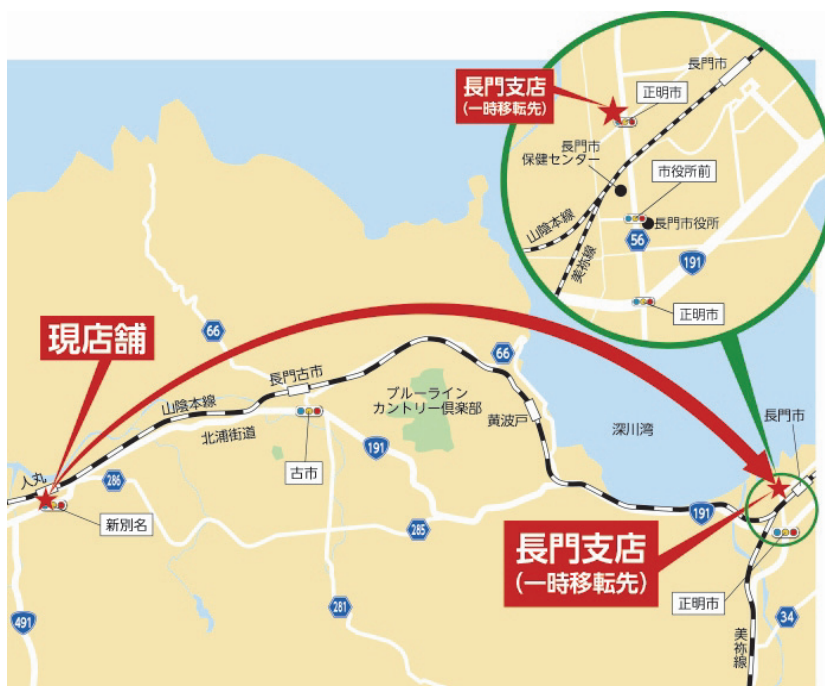 長門市
長門支店
(一時移転先)
正明市
長門市
保健センター
市役所前
長門市役所
山陰本線
美祢線
56
191
正明市
現店舗
66
66
長門古市
山陰本線
北浦街道
ブルーライン
カントリー倶楽部
黄波戸
深川湾
長門市
人丸
286
古市
191
新別名
285
191
長門支店
(一時移転先)
正明市
491
281
34
美祢線